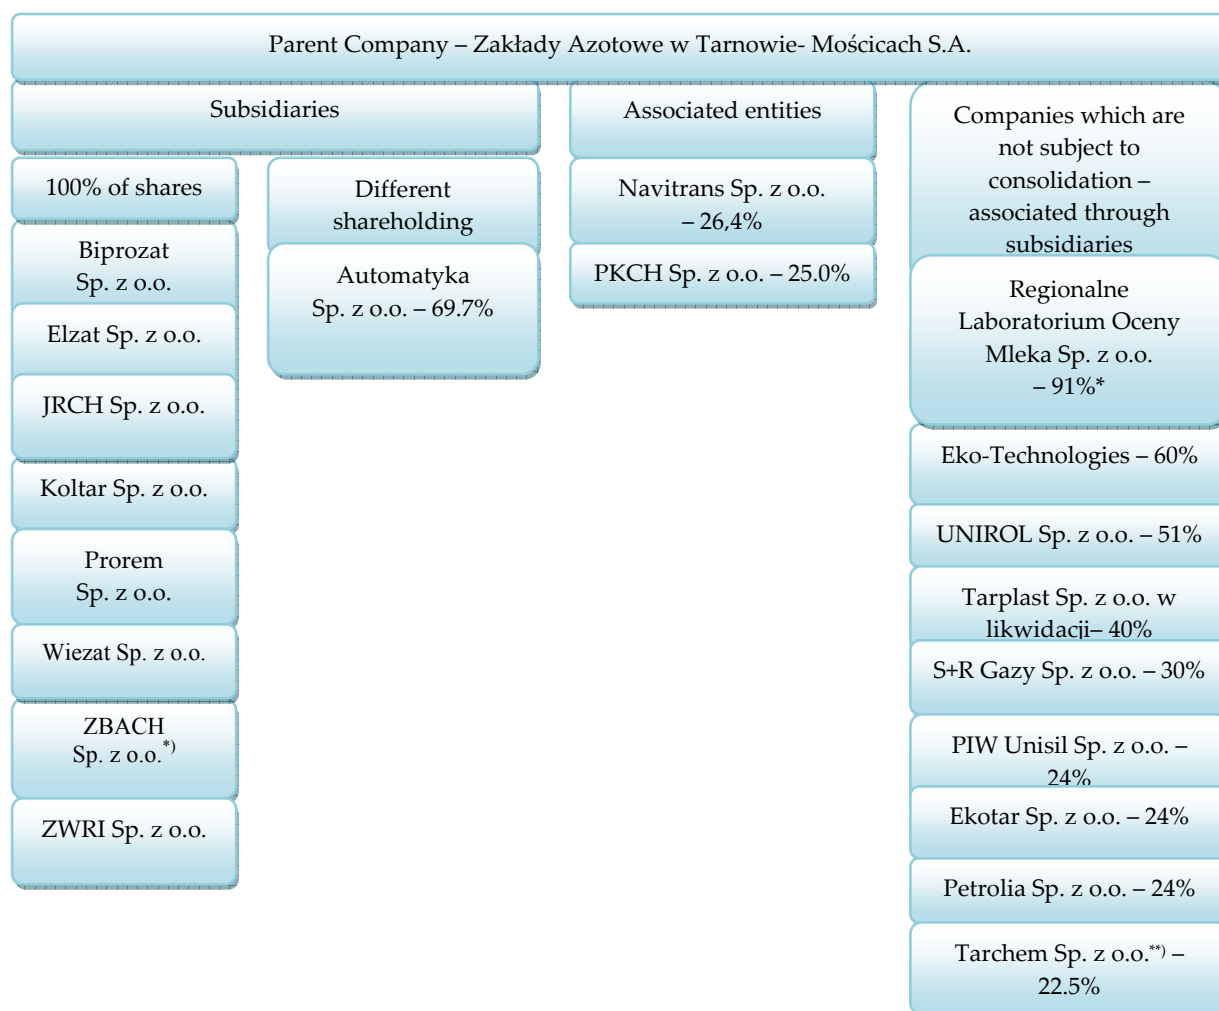 Parent Company – Zakłady Azotowe w Tarnowie- Mościcach S.A.
Subsidiaries
100% of shares
Biprozat
Sp. z o.o.
Elzat Sp. z o.o.
JRCH Sp. z o.o.
Koltar Sp. z o.o.
Prorem
Sp. z o.o.
Wiezat Sp. z o.o.
ZBACH
Sp. z o.o.*)
ZWRI Sp. z o.o.
Different
shareholding
Automatyka
Sp. z o.o. – 69.7%
Associated entities
Navitrans Sp. z o.o.
– 26,4%
PKCH Sp. z o.o. – 25.0%
Companies which are
not subject to
consolidation –
associated through
subsidiaries
Regionalne
Laboratorium Oceny
Mleka Sp. z o.o.
– 91%*
Eko-Technologies – 60%
UNIROL Sp. z o.o. – 51%
Tarplast Sp. z o.o. w
likwidacji– 40%
S+R Gazy Sp. z o.o. – 30%
PIW Unisil Sp. z o.o. –
24%
Ekotar Sp. z o.o. – 24%
Petrolia Sp. z o.o. – 24%
Tarchem Sp. z o.o.**) –
22.5%